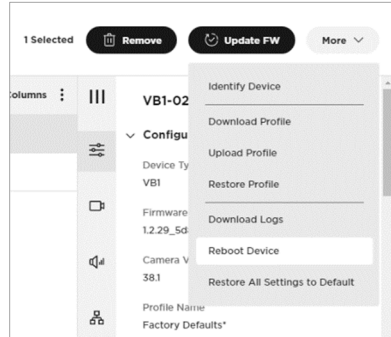 1 Selected
Remove
Update FW
More
olumns
VB1-02
Configu
Device Ty
VB1
Firmware
1.2.29_5d
Camera V
38.1
Profile Name
Factory Defaults*
Identify Device
Download Profile
Upload Profile
Restore Profile
Download Logs
Reboot Device
Restore All Settings to Default